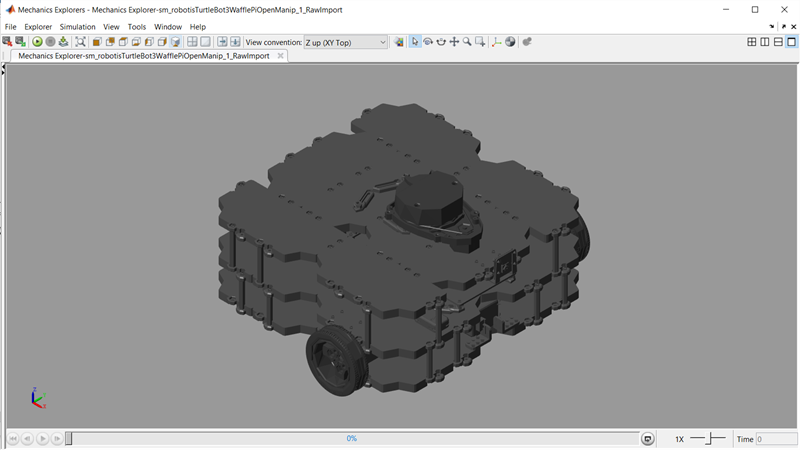 Mechanics Explorers - Mechanics Explorer-sm_robotisTurtleBot3WafflePiOpenManip_1_RawImport
File Explorer Simulation View Tools Window Help
View convention: Z up (XY Top)
Mechanics Explorer-sm_robotisTurtleBot3WafflePiOpenManip_1_RawImport
Z
X
0%
1X
Time 0